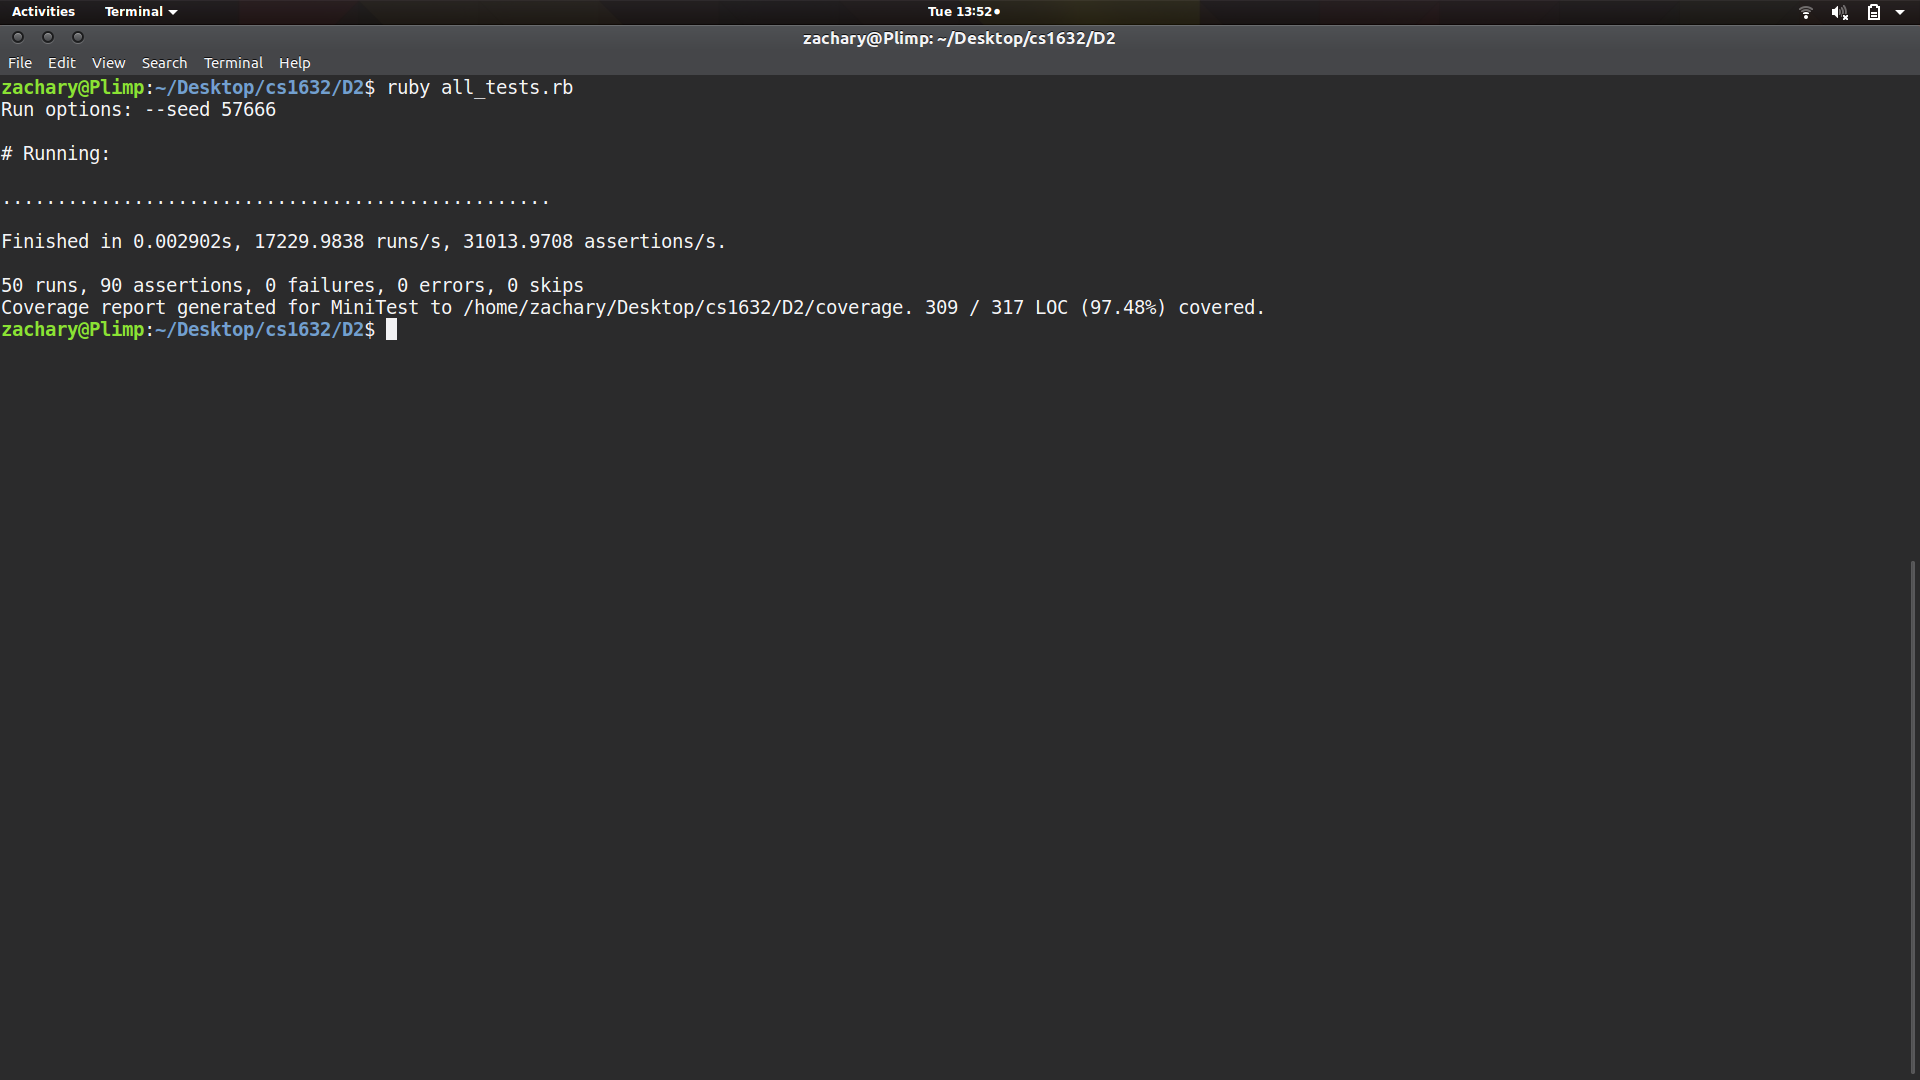 Activities Terminal Tue 13:52
zachary@Plimp: ~/Desktop/cs1632/D2
File Edit View Search Terminal Help
zachary@Plimp:~/Desktop/cs1632/D2$ ruby all_tests.rb
Run options: --seed 57666
# Running:
..................................................
Finished in 0.002902s, 17229.9838 runs/s, 31013.9708 assertions/s.
50 runs, 90 assertions, 0 failures, 0 errors, 0 skips
Coverage report generated for MiniTest to /home/zachary/Desktop/cs1632/D2/coverage. 309 / 317 LOC (97.48%) covered.
zachary@Plimp:~/Desktop/cs1632/D2$